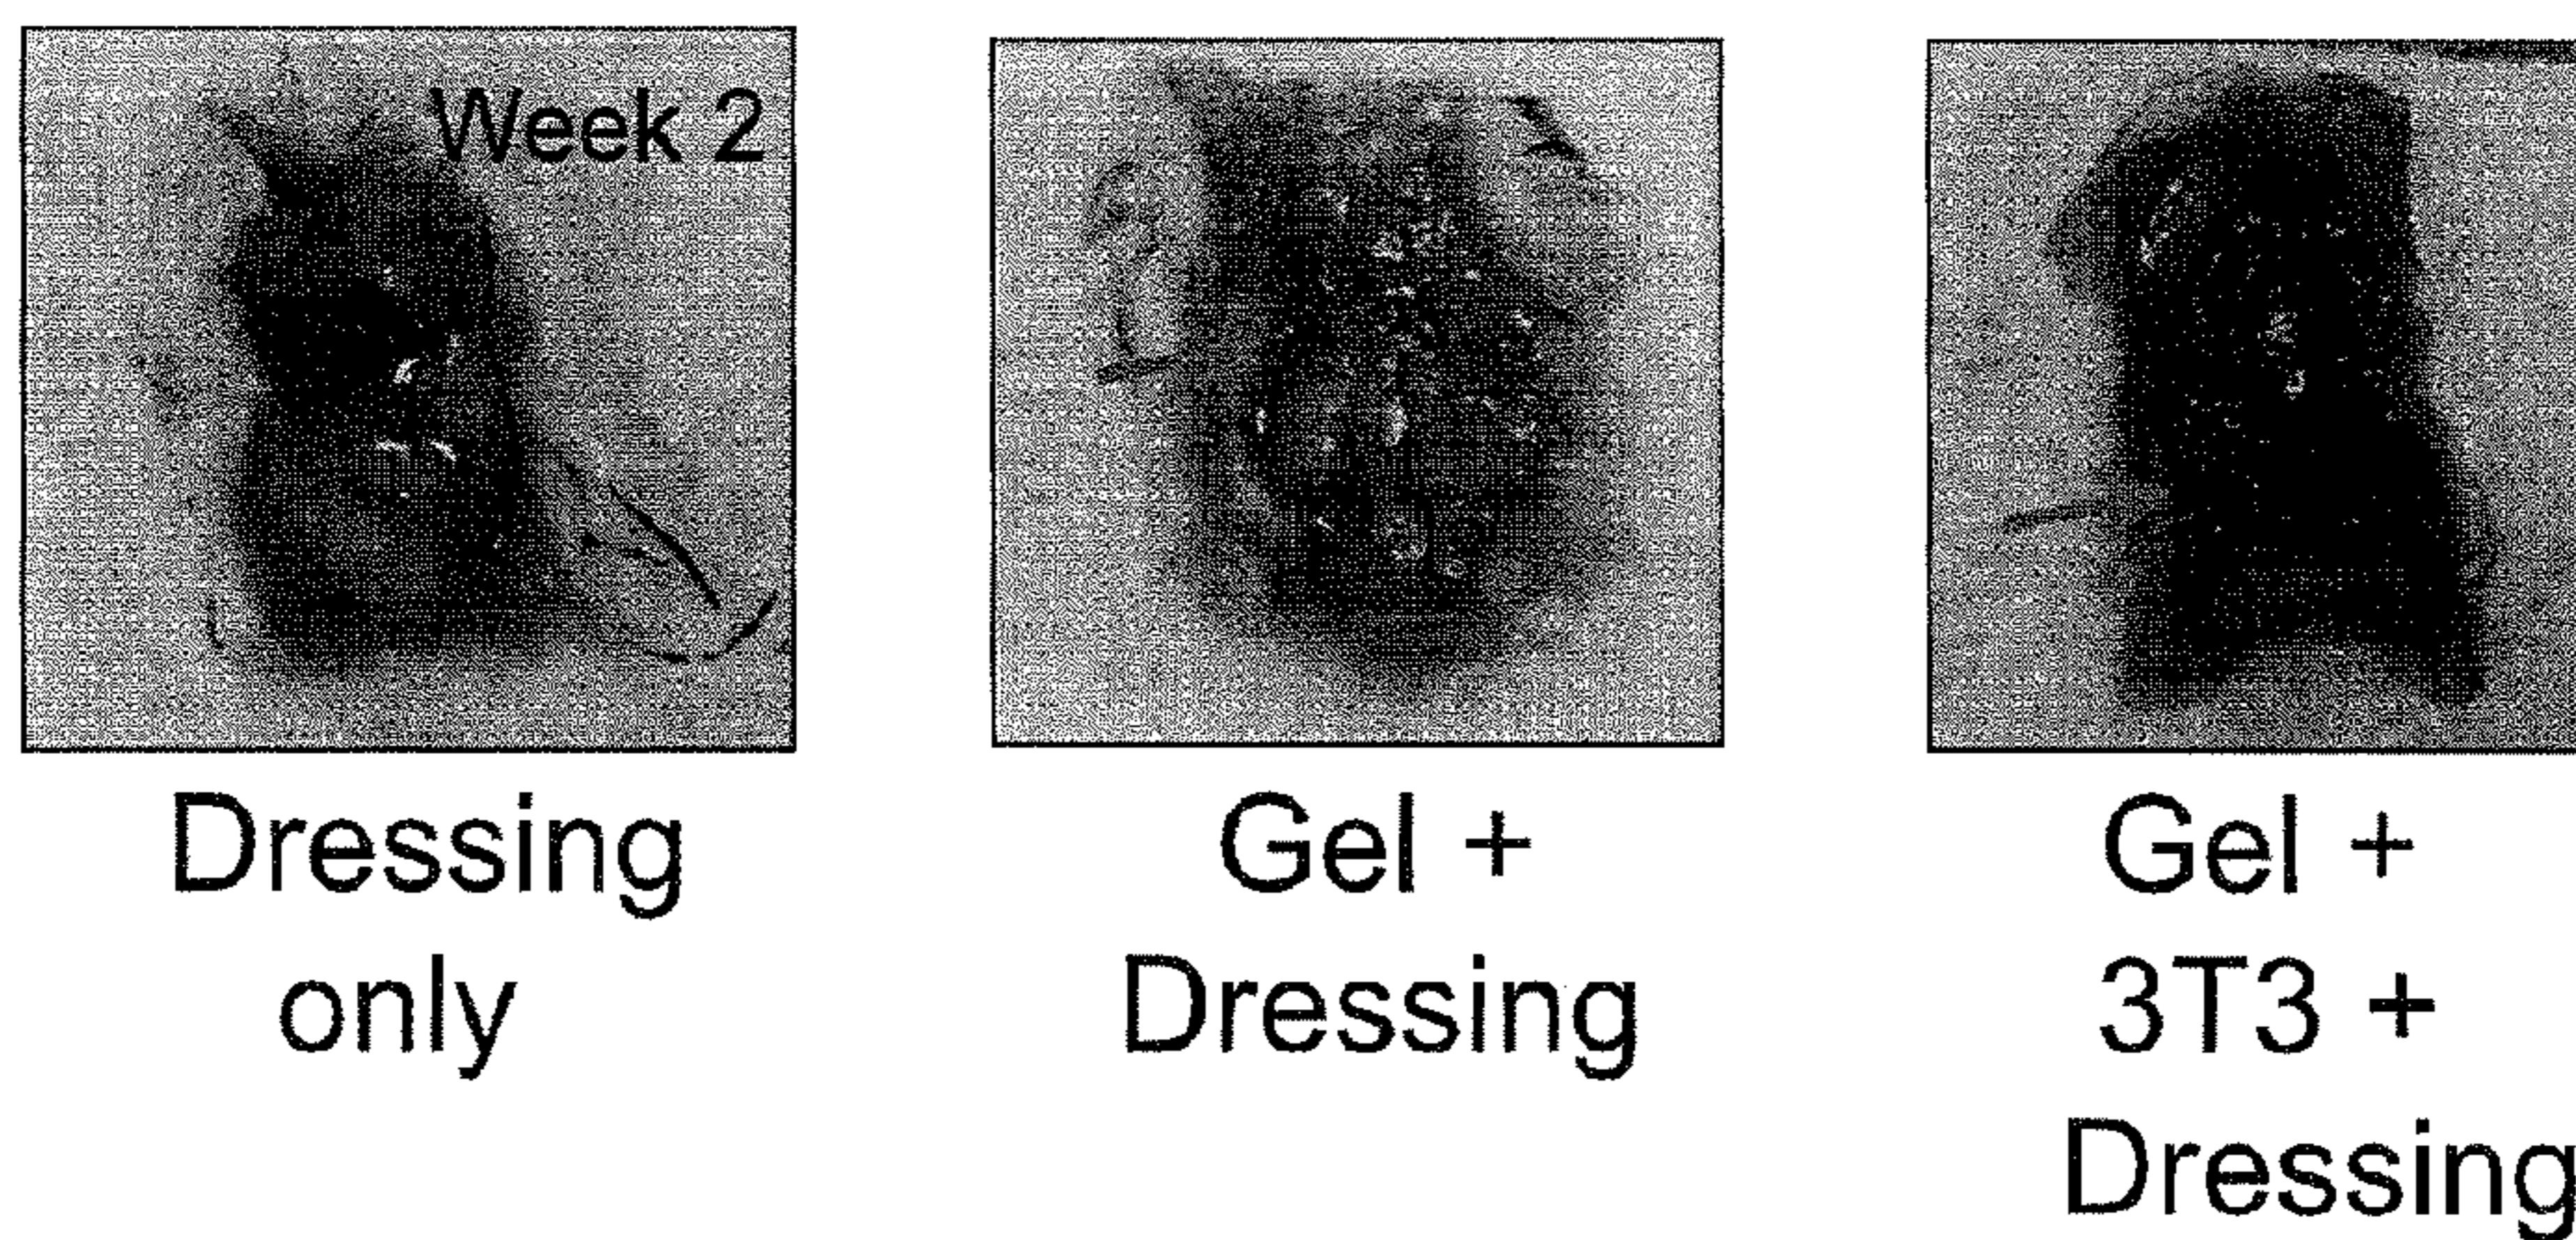 Week 2
Dressing
only
Gel +
Dressing
Gel +
3T3 +
Dressing